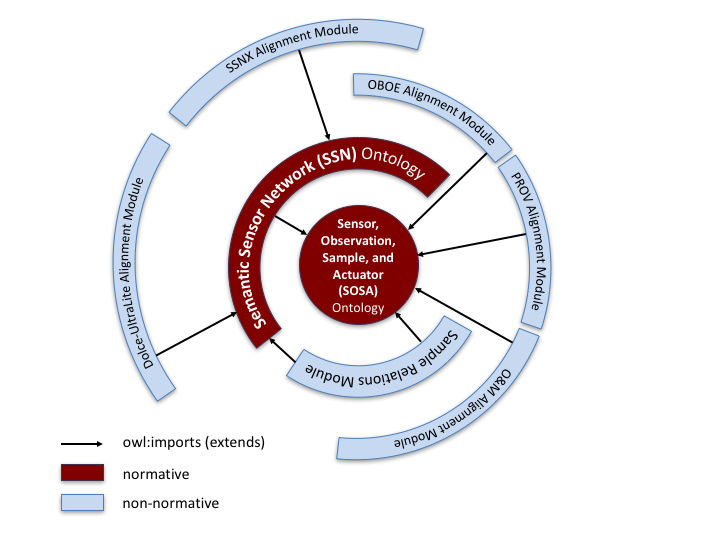 SSNX Alignment Module
OBOE Alignment Module
PROV Alignment Module
Dolce-UltraLite Alignment Module
Semantic Sensor Network (SSN) Ontology
Sensor,
Observation,
Sample, and
Actuator
(SOSA)
Ontology
Sample Relations Module
O&M Alignment Module
owl:imports (extends)
normative
non-normative